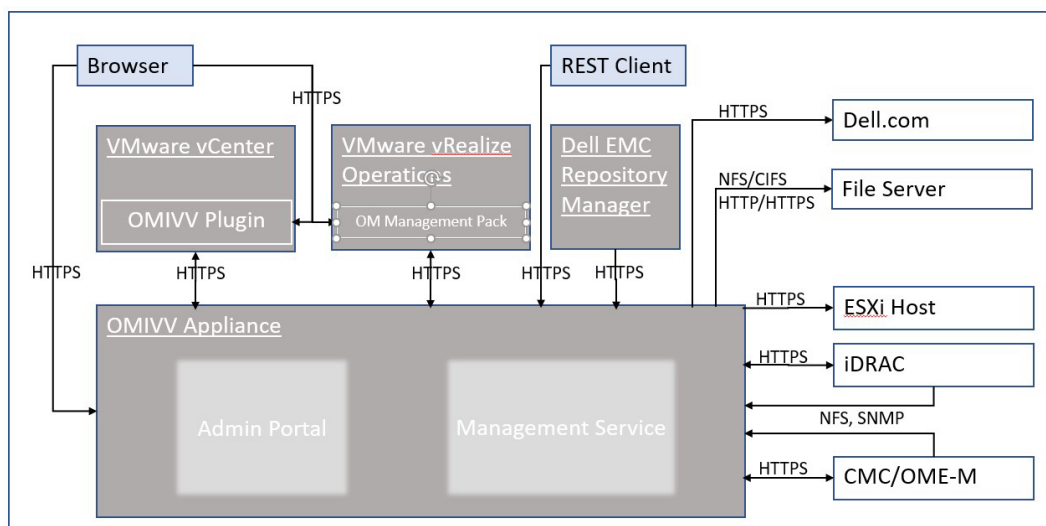 Browser
REST Client
HTTPS
HTTPS
Dell.com
VMware vCenter
VMware vRealize
Operations
Dell EMC
Repository
Manager
NFS/CIFS
HTTP/HTTPS
File Server
OMIVV Plugin
OM Management Pack
HTTPS
HTTPS
HTTPS
HTTPS
HTTPS
OMIVV Appliance
HTTPS
ESXi Host
HTTPS
iDRAC
Admin Portal
Management Service
NFS, SNMP
HTTPS
CMC/OME-M